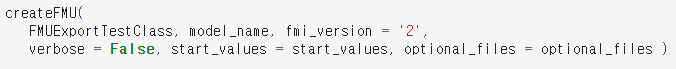 createFMU(
    FMUExportTestClass, model_name, fmi_version = '2',
    verbose = False, start_values = start_values, optional_files = optional_files )